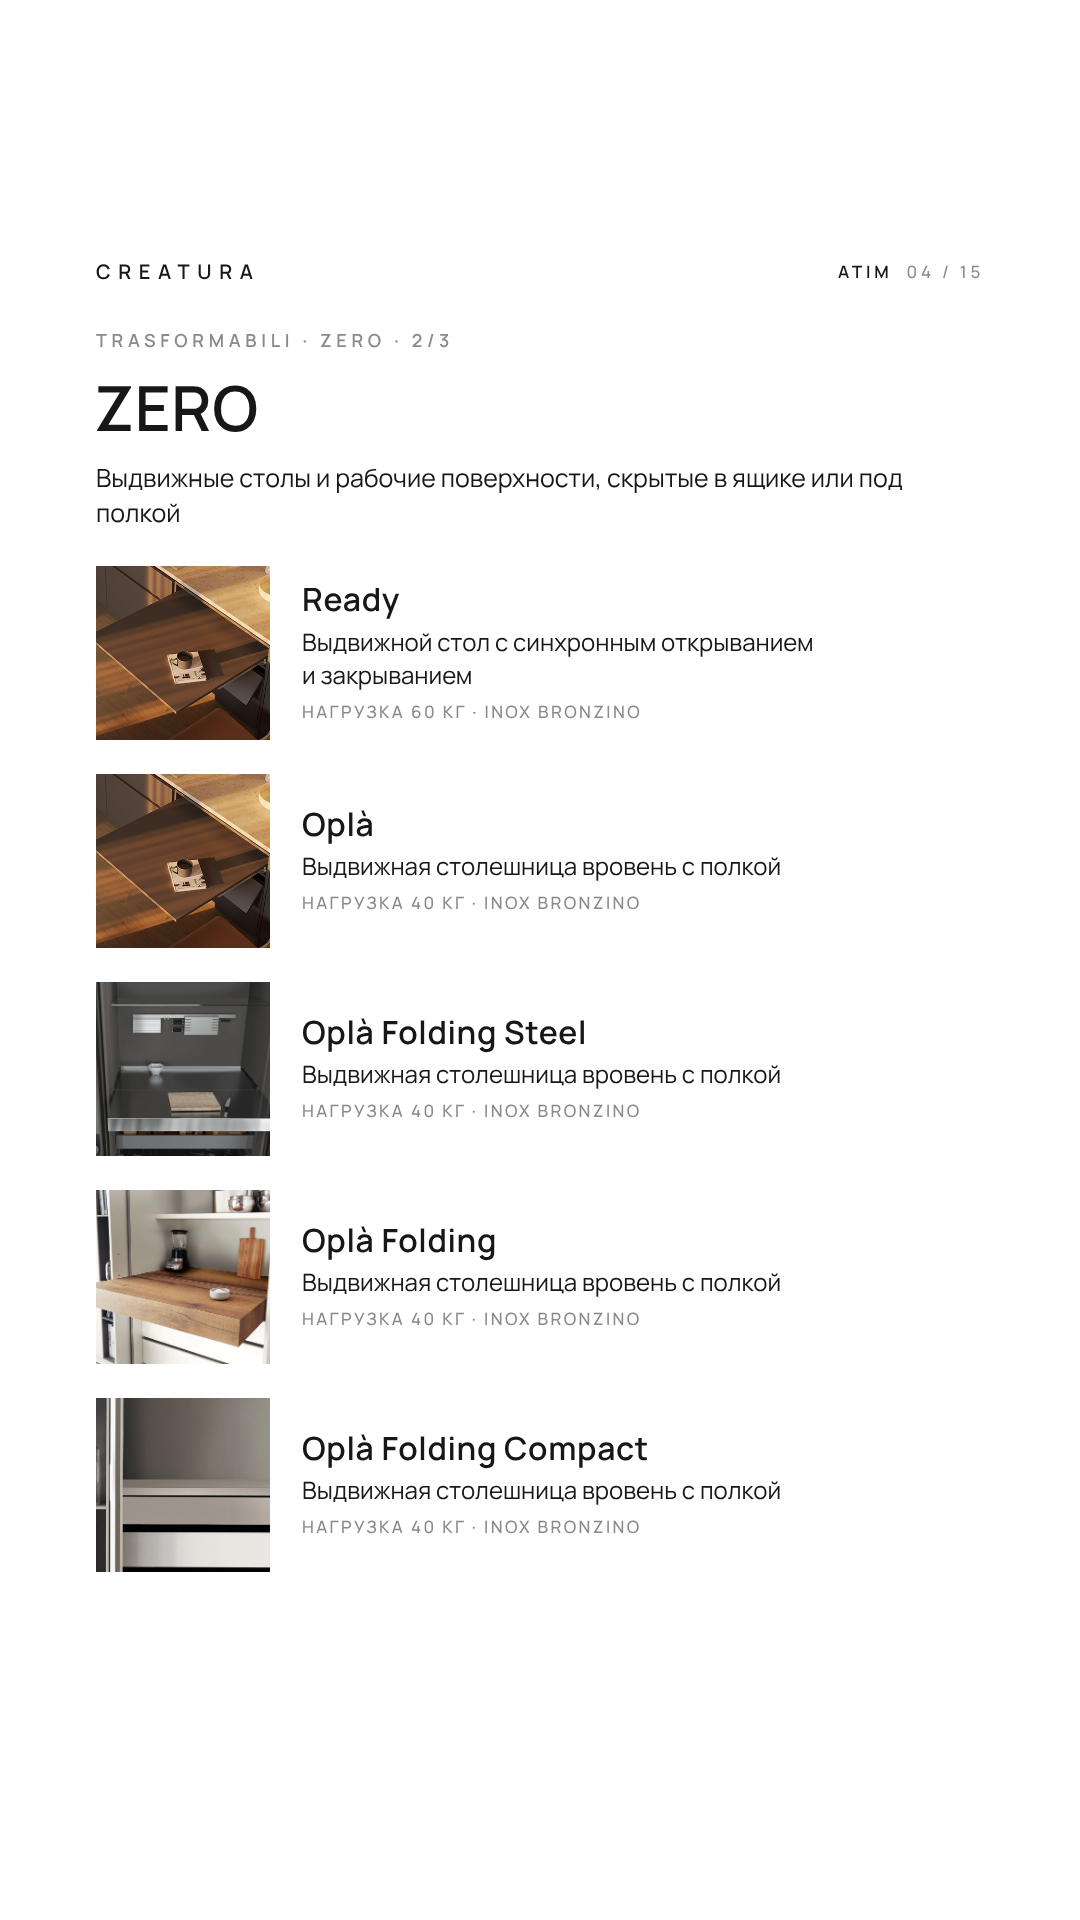 CREATURA
ATIM 04 / 15
TRASFORMABILI · ZERO · 2/3
ZERO
Выдвижные столы и рабочие поверхности, скрытые в ящике или под
полкой
Ready
Выдвижной стол с синхронным открыванием
и закрыванием
НАГРУЗКА 60 КГ · INOX BRONZINO
Oplà
Выдвижная столешница вровень с полкой
НАГРУЗКА 40 КГ · INOX BRONZINO
Oplà Folding Steel
Выдвижная столешница вровень с полкой
НАГРУЗКА 40 КГ · INOX BRONZINO
Oplà Folding
Выдвижная столешница вровень с полкой
НАГРУЗКА 40 КГ · INOX BRONZINO
Oplà Folding Compact
Выдвижная столешница вровень с полкой
НАГРУЗКА 40 КГ · INOX BRONZINO